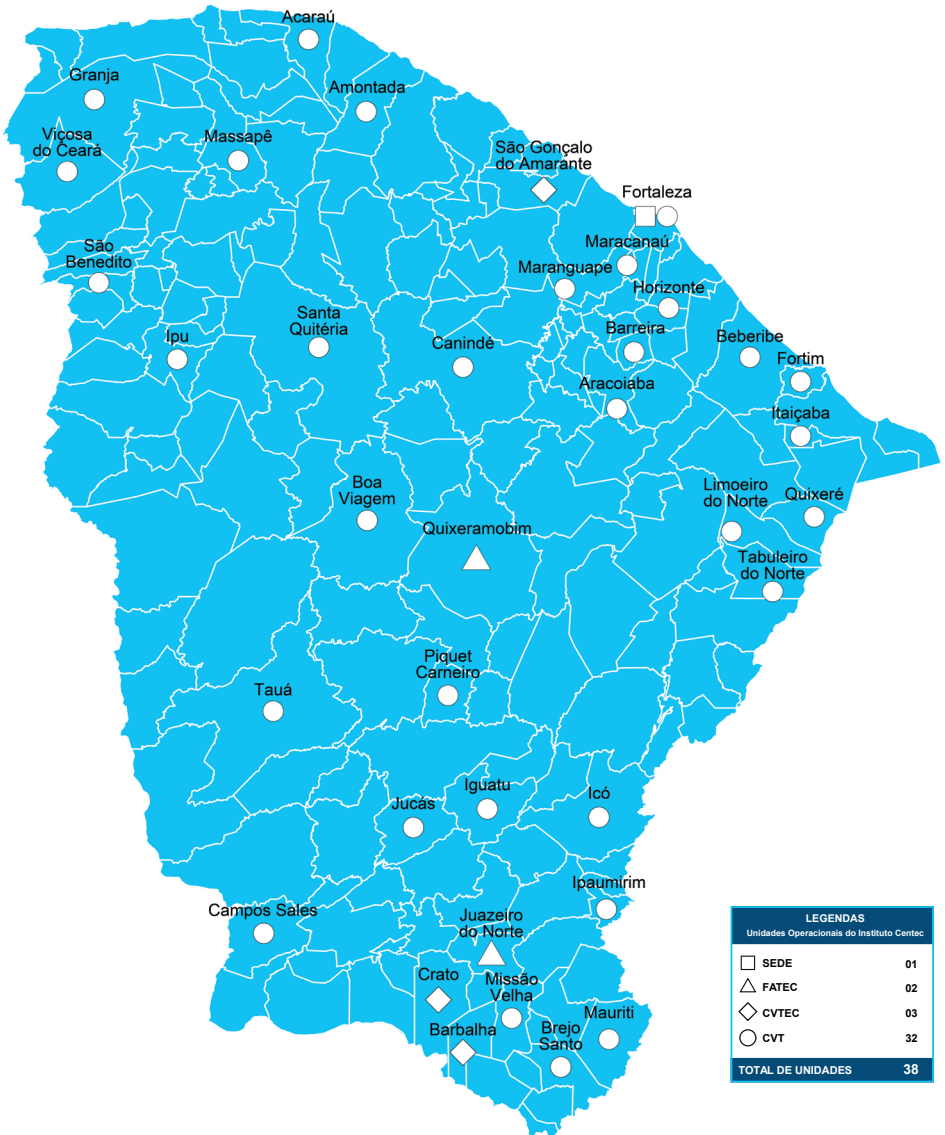 Acaraú
Granja
Amontada
Viçosa
do Ceará
Massapê
São Gonçalo
do Amarante
Fortaleza
São
Benedito
Maracanaú
Maranguape
Horizonte
Santa
Quitéria
Ipu
Canindé
Barreira
Beberibe
Fortim
Aracoiaba
Itaiçaba
Boa
Viagem
Limoeiro
do Norte
Quixeré
Quixeramobim
Tabuleiro
do Norte
Piquet
Carneiro
Tauá
Iguatu
Jucás
Icó
Ipaumirim
Campos Sales
Juazeiro
do Norte
Crato
Missão
Velha
Mauriti
Barbalha
Brejo
Santo
LEGENDAS
Unidades Operacionais do Instituto Centec
SEDE 01
FATEC 02
CVTEC 03
CVT 32
TOTAL DE UNIDADES 38